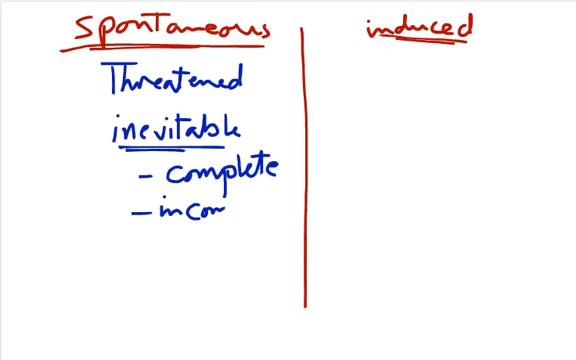 Spontaneous
induced
Threatened
inevitable
- complete
- incom